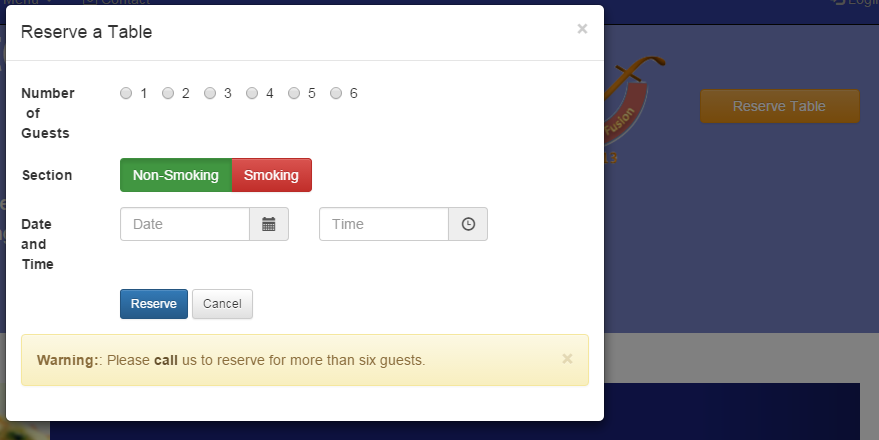 Menu Contact Login
Reserve a Table ×
Number of Guests
1 2 3 4 5 6
Section
Non-Smoking Smoking
Date and Time
Date Time
Reserve Cancel
Warning:: Please call us to reserve for more than six guests. ×
Reserve Table
Fusion